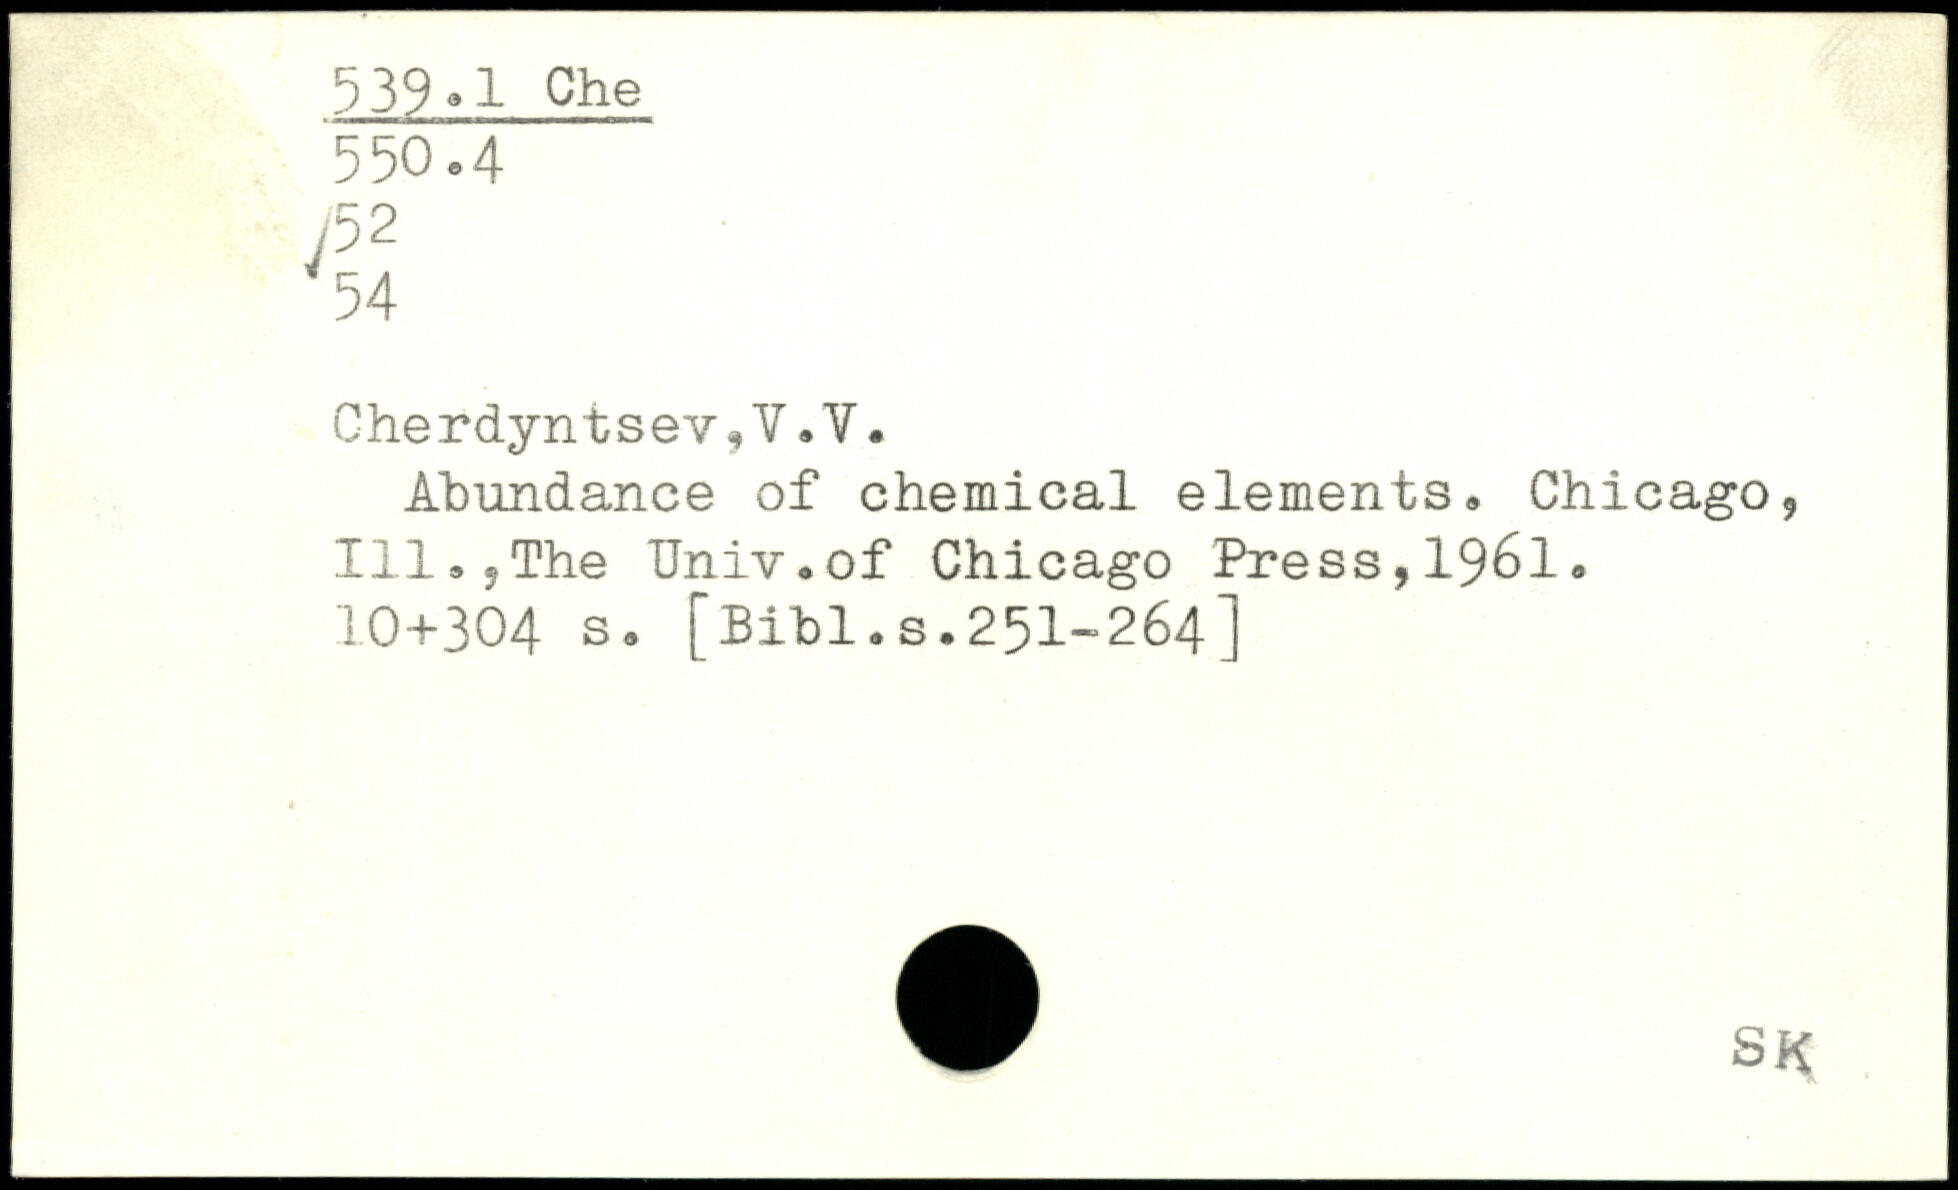 539.1 Che
550.4
52
54
Cherdyntsev,V.V.
Abundance of chemical elements. Chicago,
Ill.,The Univ.of Chicago Press,1961.
10+304 s. [Bibl.s.251-264]
SK